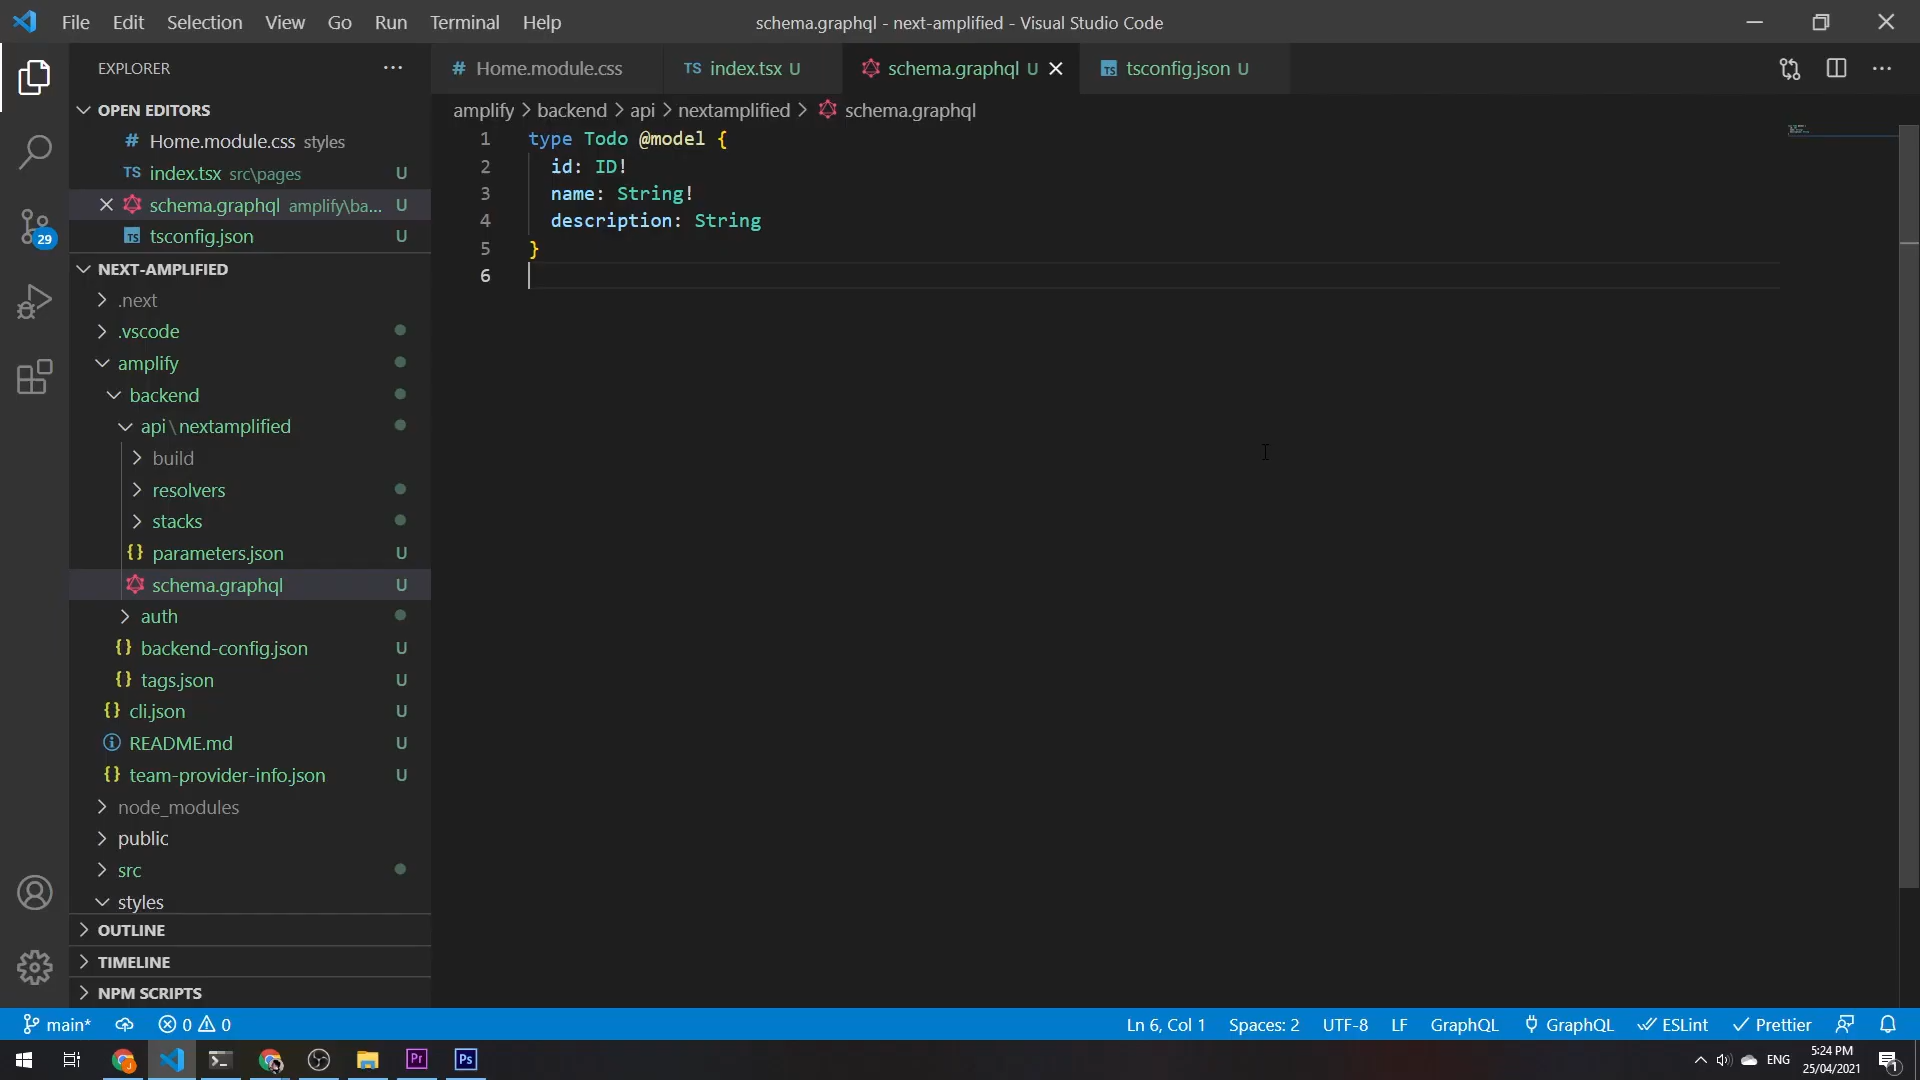 File Edit Selection View Go Run Terminal Help
schema.graphql - next-amplified - Visual Studio Code
EXPLORER
OPEN EDITORS
# Home.module.css styles
TS index.tsx src\pages U
schema.graphql amplify\ba... U
TS tsconfig.json U
NEXT-AMPLIFIED
.next
.vscode
amplify
backend
api\nextamplified
build
resolvers
stacks
{} parameters.json U
schema.graphql U
auth
{} backend-config.json U
{} tags.json U
{} cli.json U
README.md U
{} team-provider-info.json U
node_modules
public
src
styles
OUTLINE
TIMELINE
NPM SCRIPTS
29
# Home.module.css
TS index.tsx U
schema.graphql U
TS tsconfig.json U
amplify > backend > api > nextamplified > schema.graphql
1 type Todo @model {
2 id: ID!
3 name: String!
4 description: String
5 }
6
main* 0 0
Ln 6, Col 1 Spaces: 2 UTF-8 LF GraphQL GraphQL ESLint Prettier
Pr Ps
ENG
5:24 PM
25/04/2021
1